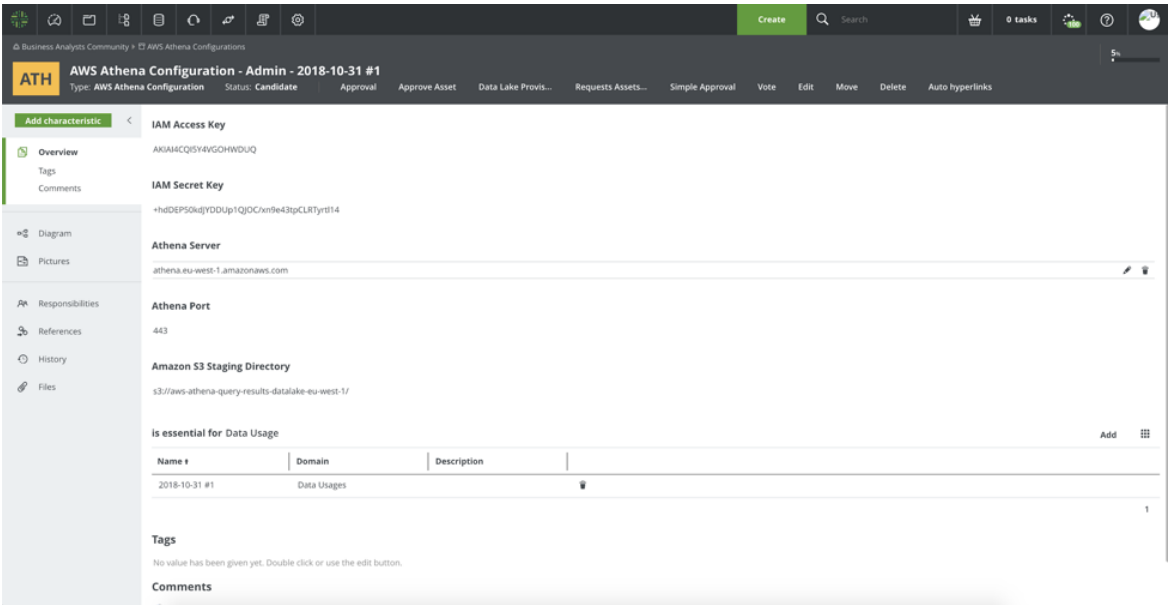 Create
Search
0 tasks
100
Business Analysts Community
AWS Athena Configurations
5%
ATH
AWS Athena Configuration - Admin - 2018-10-31 #1
Type: AWS Athena Configuration Status: Candidate Approval Approve Asset Data Lake Provis... Requests Assets... Simple Approval Vote Edit Move Delete Auto hyperlinks
Add characteristic
Overview
Tags
Comments
Diagram
Pictures
Responsibilities
References
History
Files
IAM Access Key
IAM Secret Key
Athena Server
athena.eu-west-1.amazonaws.com
Athena Port
443
Amazon S3 Staging Directory
s3://aws-athena-query-results-datalake-eu-west-1/
is essential for Data Usage
Add
Name Domain Description
2018-10-31 #1 Data Usages
1
Tags
No value has been given yet. Double click or use the edit button.
Comments